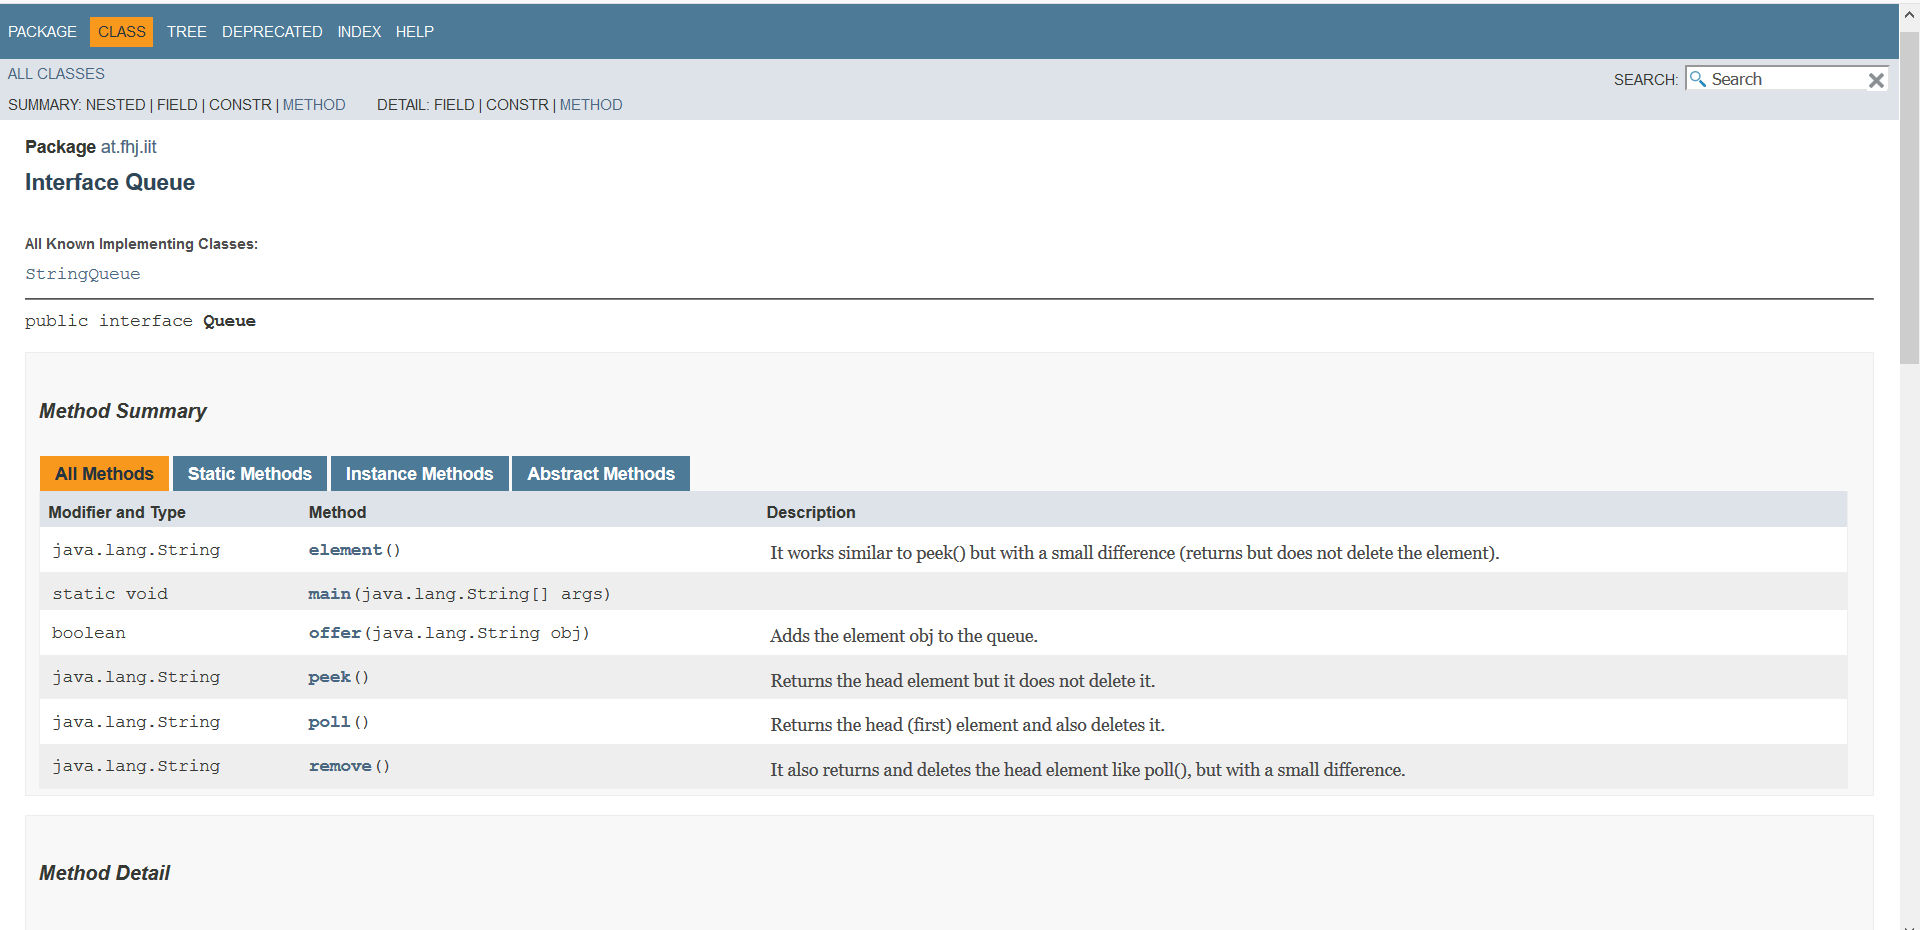 PACKAGE CLASS TREE DEPRECATED INDEX HELP
ALL CLASSES
SEARCH: Search
SUMMARY: NESTED | FIELD | CONSTR | METHOD DETAIL: FIELD | CONSTR | METHOD
Package at.fhj.iit
Interface Queue
All Known Implementing Classes:
StringQueue
public interface Queue
Method Summary
All Methods Static Methods Instance Methods Abstract Methods
Modifier and Type Method Description
java.lang.String element() It works similar to peek() but with a small difference (returns but does not delete the element).
static void main(java.lang.String[] args)
boolean offer(java.lang.String obj) Adds the element obj to the queue.
java.lang.String peek() Returns the head element but it does not delete it.
java.lang.String poll() Returns the head (first) element and also deletes it.
java.lang.String remove() It also returns and deletes the head element like poll(), but with a small difference.
Method Detail